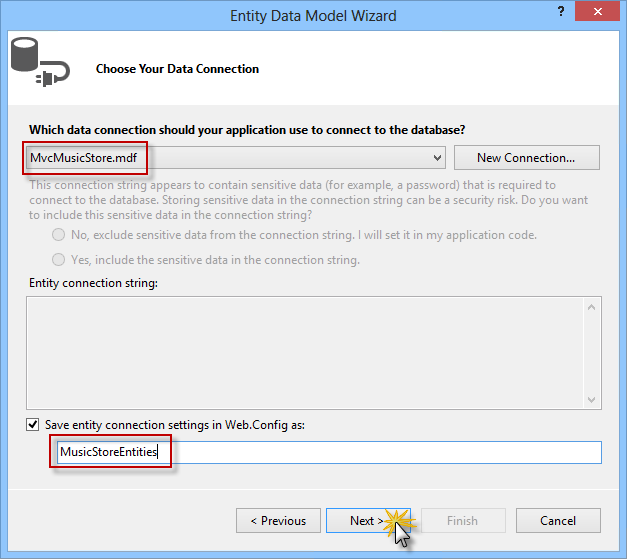 Entity Data Model Wizard
?
Choose Your Data Connection
Which data connection should your application use to connect to the database?
MvcMusicStore.mdf
New Connection...
This connection string appears to contain sensitive data (for example, a password) that is required to
connect to the database. Storing sensitive data in the connection string can be a security risk. Do you want
to include this sensitive data in the connection string?
No, exclude sensitive data from the connection string. I will set it in my application code.
Yes, include the sensitive data in the connection string.
Entity connection string:
Save entity connection settings in Web.Config as:
MusicStoreEntities
< Previous
Next >
Finish
Cancel